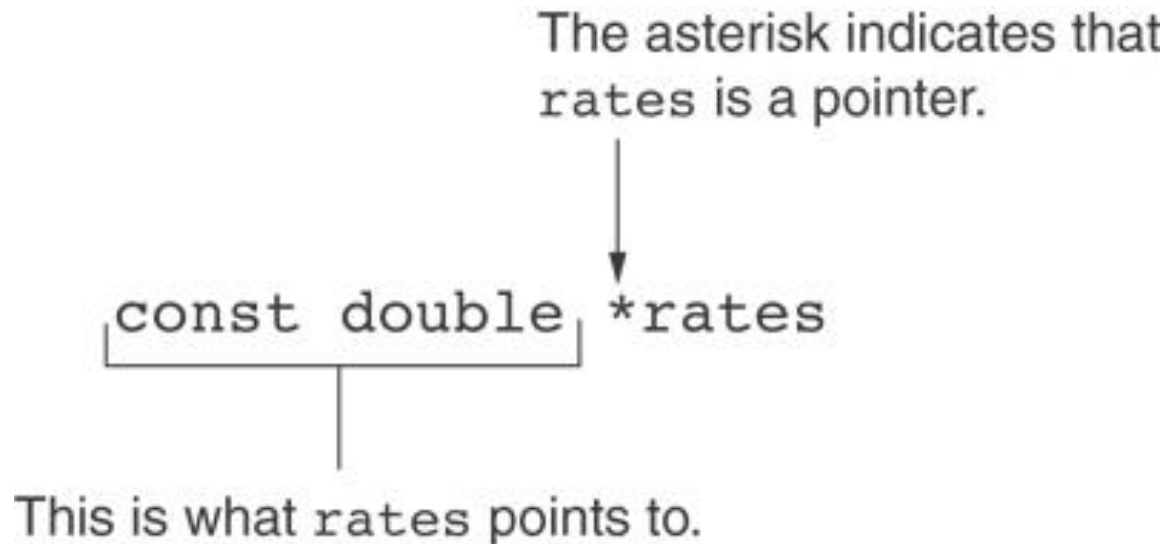 The asterisk indicates that
rates is a pointer.
const double *rates
This is what rates points to.